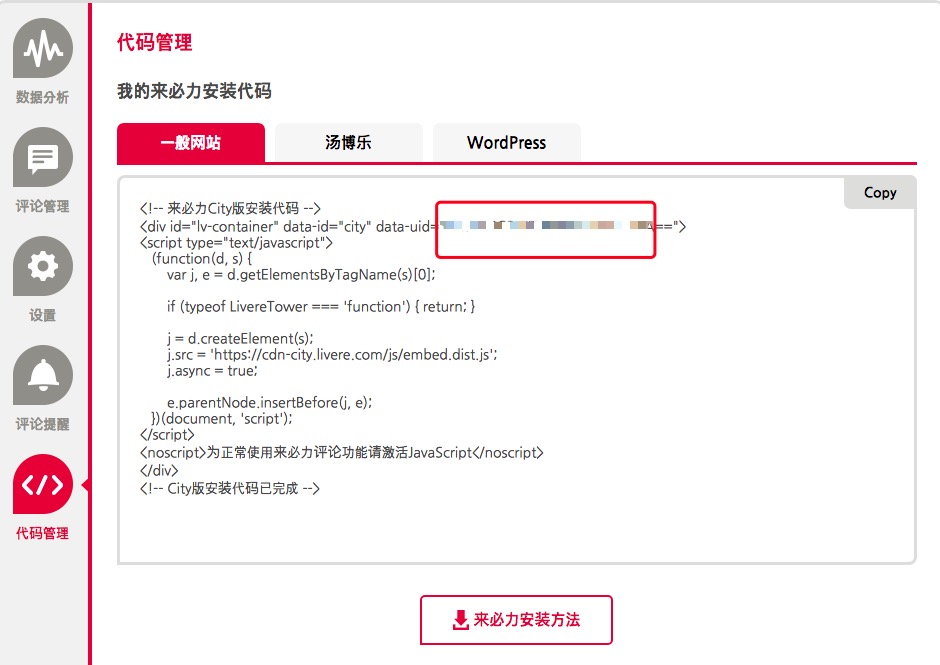 代码管理
我的来必力安装代码
一般网站
汤博乐
WordPress
Copy
<!-- 来必力City版安装代码 -->
<div id="lv-container" data-id="city" data-uid= A==">
<script type="text/javascript">
(function(d, s) {
var j, e = d.getElementsByTagName(s)[0];
if (typeof LivereTower === 'function') { return; }
j = d.createElement(s);
j.src = 'https://cdn-city.livere.com/js/embed.dist.js';
j.async = true;
e.parentNode.insertBefore(j, e);
})(document, 'script');
</script>
<noscript>为正常使用来必力评论功能请激活JavaScript</noscript>
</div>
<!-- City版安装代码已完成 -->
来必力安装方法
数据分析
评论管理
设置
评论提醒
代码管理